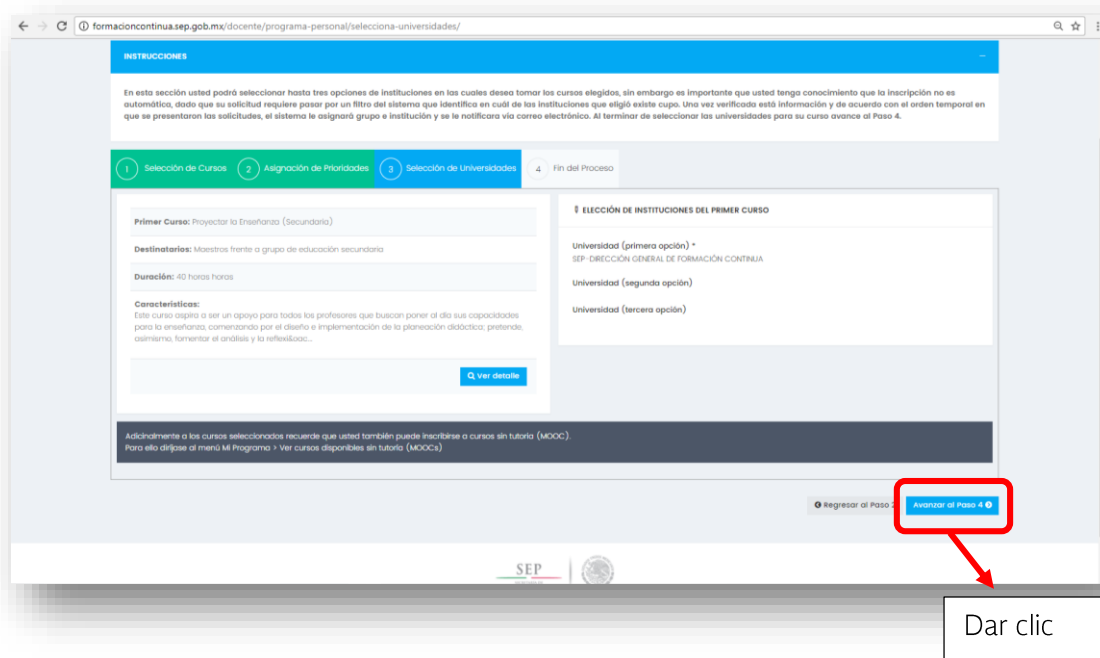 formacioncontinua.sep.gob.mx/docente/programa-personal/selecciona-universidades/
INSTRUCCIONES
En esta sección usted podrá seleccionar hasta tres opciones de instituciones en las cuales desea tomar los cursos elegidos, sin embargo es importante que usted tenga conocimiento que la inscripción no es
automática, dado que su solicitud requiere pasar por un filtro del sistema que identifica en cuál de las instituciones que eligió existe cupo. Una vez verificada está información y de acuerdo con el orden temporal en
que se presentaron las solicitudes, el sistema le asignará grupo e institución y se le notificara vía correo electrónico. Al terminar de seleccionar las universidades para su curso avance al Paso 4.
1 Selección de Cursos 2 Asignación de Prioridades 3 Selección de Universidades 4 Fin del Proceso
Primer Curso: Proyectar la Enseñanza (Secundaria)
Destinatarios: Maestros frente a grupo de educación secundaria
Duración: 40 horas horas
Características:
Este curso aspira a ser un apoyo para todos los profesores que buscan poner al día sus capacidades
para la enseñanza, comenzando por el diseño e implementación de la planeación didáctica; pretende,
asimismo, fomentar el análisis y la reflexi&oac...
Ver detalle
ELECCIÓN DE INSTITUCIONES DEL PRIMER CURSO
Universidad (primera opción) *
SEP-DIRECCIÓN GENERAL DE FORMACIÓN CONTINUA
Universidad (segunda opción)
Universidad (tercera opción)
Adicinalmente a los cursos seleccionados recuerde que usted también puede inscribirse a cursos sin tutoría (MOOC).
Para ello diríjase al menú Mi Programa > Ver cursos disponibles sin tutoría (MOOCs)
Regresar al Paso 2 Avanzar al Paso 4
SEP
Dar clic